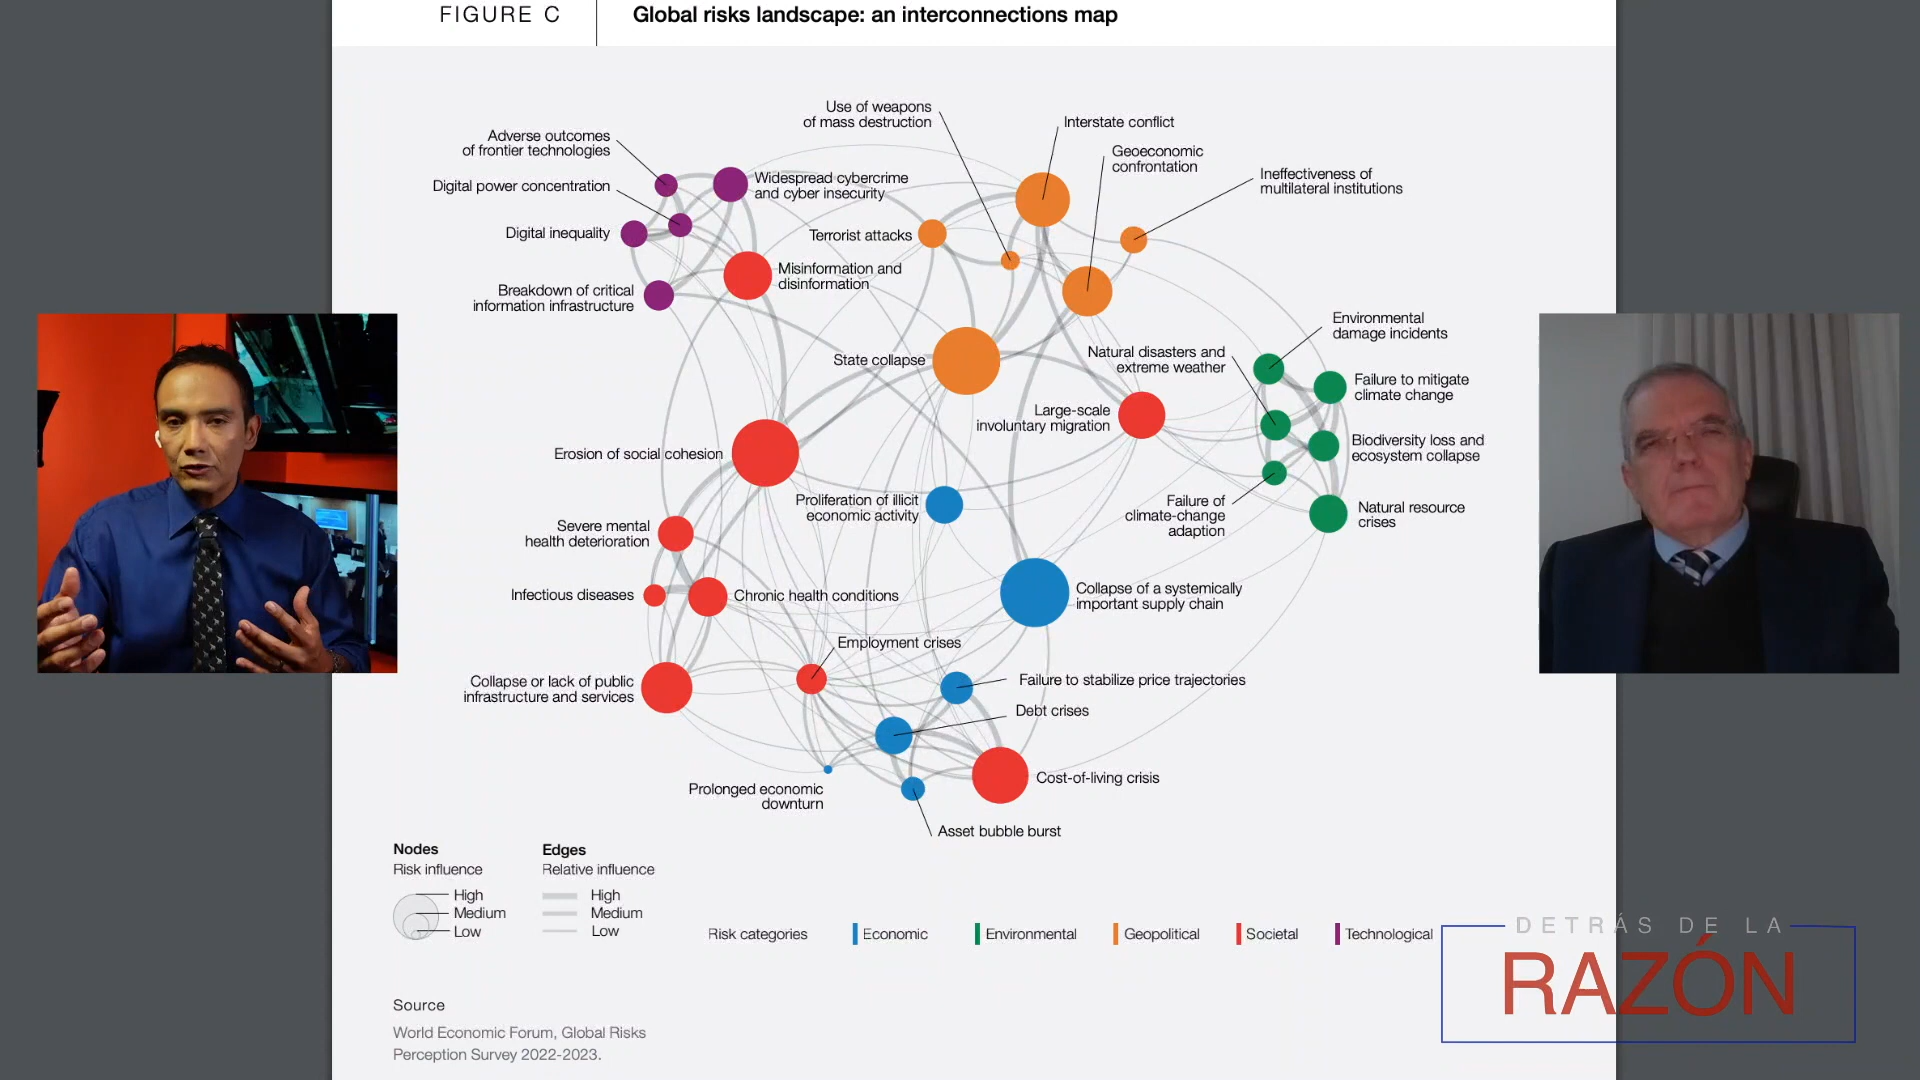 FIGURE C
Global risks landscape: an interconnections map
Use of weapons
of mass destruction
Interstate conflict
Adverse outcomes
of frontier technologies
Geoeconomic
confrontation
Ineffectiveness of
multilateral institutions
Digital power concentration
Widespread cybercrime
and cyber insecurity
Digital inequality
Terrorist attacks
Misinformation and
disinformation
Breakdown of critical
information infrastructure
Environmental
damage incidents
State collapse
Natural disasters and
extreme weather
Failure to mitigate
climate change
Large-scale
involuntary migration
Biodiversity loss and
ecosystem collapse
Erosion of social cohesion
Proliferation of illicit
economic activity
Failure of
climate-change
adaption
Natural resource
crises
Severe mental
health deterioration
Infectious diseases
Chronic health conditions
Collapse of a systemically
important supply chain
Employment crises
Collapse or lack of public
infrastructure and services
Failure to stabilize price trajectories
Debt crises
Cost-of-living crisis
Prolonged economic
downturn
Asset bubble burst
Nodes
Risk influence
High
Medium
Low
Edges
Relative influence
High
Medium
Low
Risk categories
Economic
Environmental
Geopolitical
Societal
Technological
Source
World Economic Forum, Global Risks
Perception Survey 2022-2023.
DETRÁS DE LA
RAZÓN